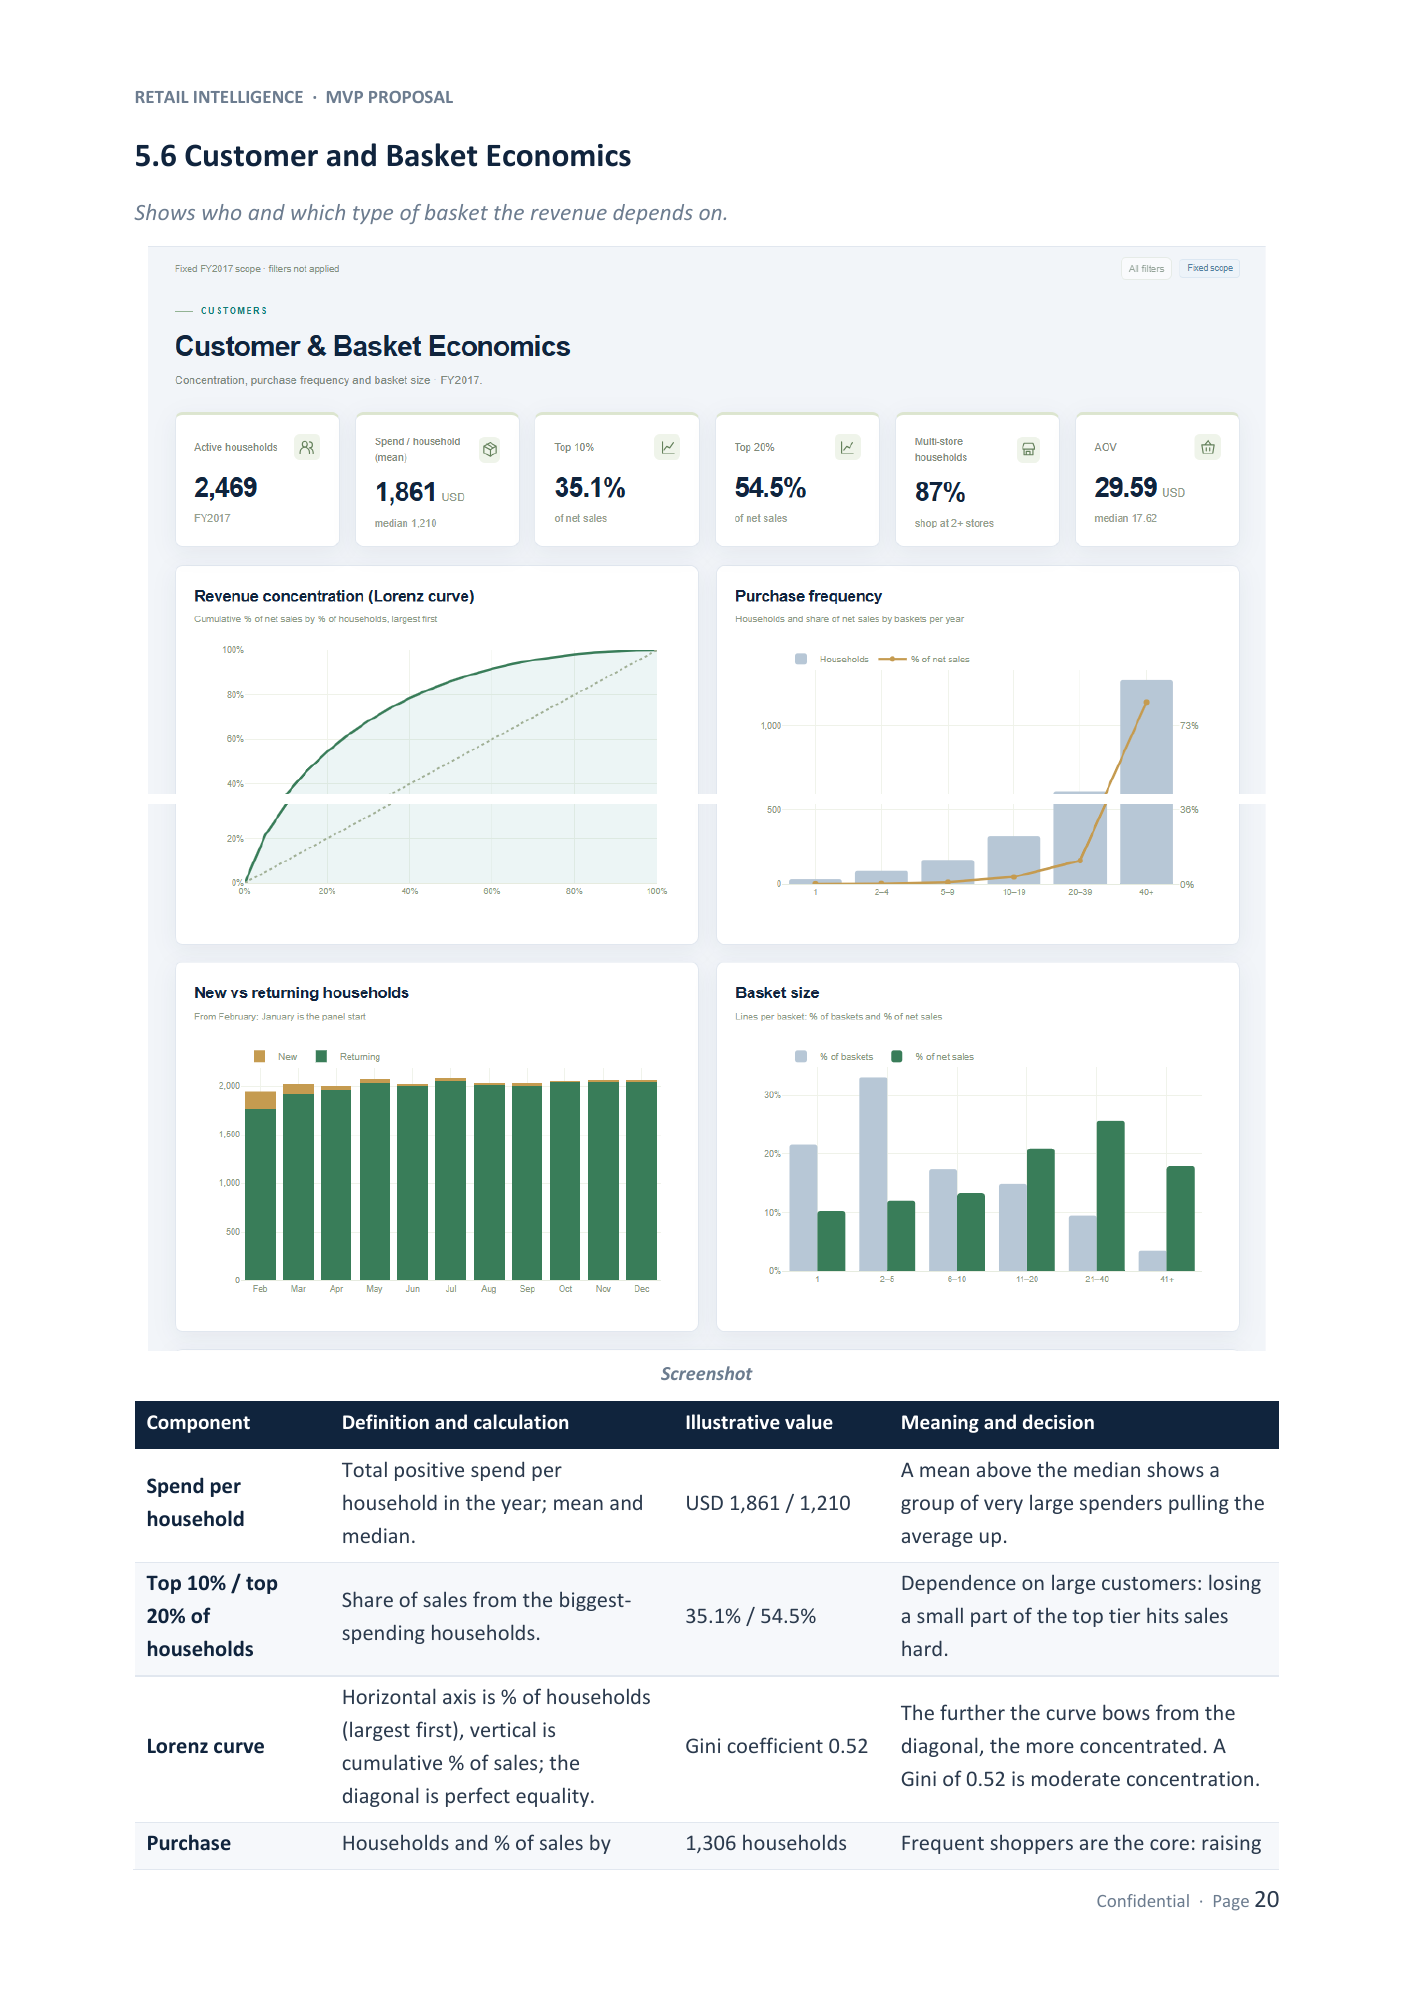 RETAIL INTELLIGENCE · MVP PROPOSAL
5.6 Customer and Basket Economics
Shows who and which type of basket the revenue depends on.
Fixed FY2017 scope · filters not applied
All filters
Fixed scope
CUSTOMERS
Customer & Basket Economics
Concentration, purchase frequency and basket size · FY2017.
Active households
2,469
FY2017
Spend / household
(mean)
1,861 USD
median 1,210
Top 10%
35.1%
of net sales
Top 20%
54.5%
of net sales
Multi-store
households
87%
shop at 2+ stores
AOV
29.59 USD
median 17.62
Revenue concentration (Lorenz curve)
Cumulative % of net sales by % of households, largest first
100%
80%
60%
40%
20%
0%
0% 20% 40% 60% 80% 100%
Purchase frequency
Households and share of net sales by baskets per year
Households % of net sales
1,000
500
0
73%
36%
0%
1 2–4 5–9 10–19 20–39 40+
New vs returning households
From February: January is the panel start
New Returning
2,000
1,500
1,000
500
0
Feb Mar Apr May Jun Jul Aug Sep Oct Nov Dec
Basket size
Lines per basket: % of baskets and % of net sales
% of baskets % of net sales
30%
20%
10%
0%
1 2–5 6–10 11–20 21–40 41+
Screenshot
Component Definition and calculation Illustrative value Meaning and decision
Spend per
household
Total positive spend per
household in the year; mean and
median.
USD 1,861 / 1,210
A mean above the median shows a
group of very large spenders pulling the
average up.
Top 10% / top
20% of
households
Share of sales from the biggest-
spending households.
35.1% / 54.5%
Dependence on large customers: losing
a small part of the top tier hits sales
hard.
Lorenz curve
Horizontal axis is % of households
(largest first), vertical is
cumulative % of sales; the
diagonal is perfect equality.
Gini coefficient 0.52
The further the curve bows from the
diagonal, the more concentrated. A
Gini of 0.52 is moderate concentration.
Purchase
Households and % of sales by
1,306 households
Frequent shoppers are the core: raising
Confidential · Page 20